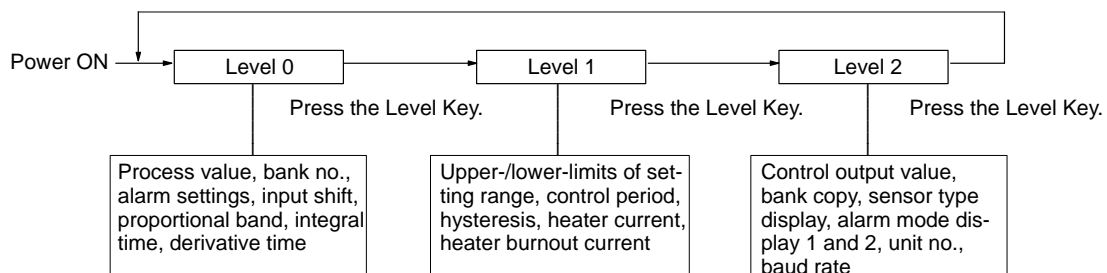 Power ON
Level 0
Level 1
Level 2
Press the Level Key.
Press the Level Key.
Press the Level Key.
Process value, bank no.,
alarm settings, input shift,
proportional band, integral
time, derivative time
Upper-/lower-limits of set-
ting range, control period,
hysteresis, heater current,
heater burnout current
Control output value,
bank copy, sensor type
display, alarm mode dis-
play 1 and 2, unit no.,
baud rate